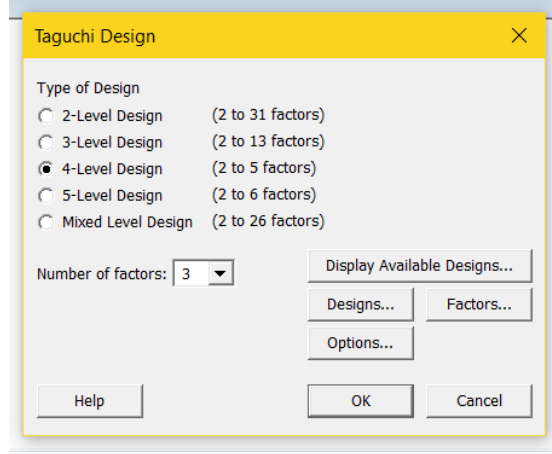 Taguchi Design
Type of Design
2-Level Design (2 to 31 factors)
3-Level Design (2 to 13 factors)
4-Level Design (2 to 5 factors)
5-Level Design (2 to 6 factors)
Mixed Level Design (2 to 26 factors)
Number of factors: 3
Display Available Designs...
Designs... Factors...
Options...
Help OK Cancel